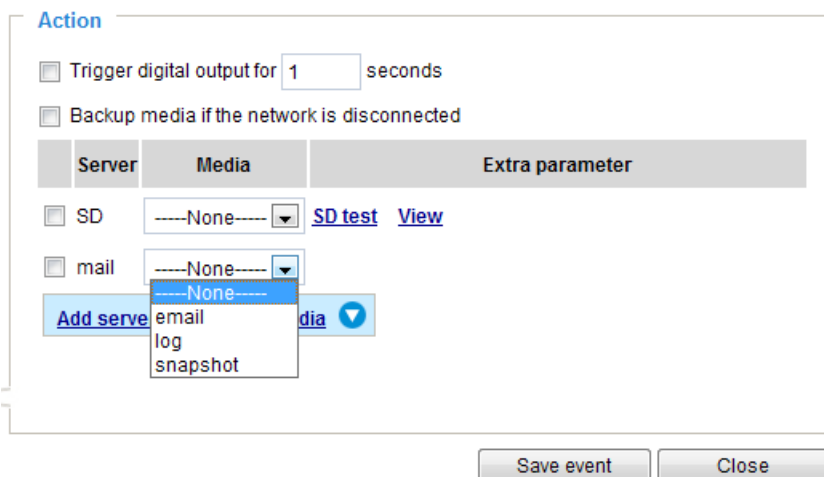 Action
Trigger digital output for 1 seconds
Backup media if the network is disconnected
Server Media Extra parameter
SD -----None----- SD test View
mail -----None-----
-----None-----
email
Add serve dia
log
snapshot
Save event Close